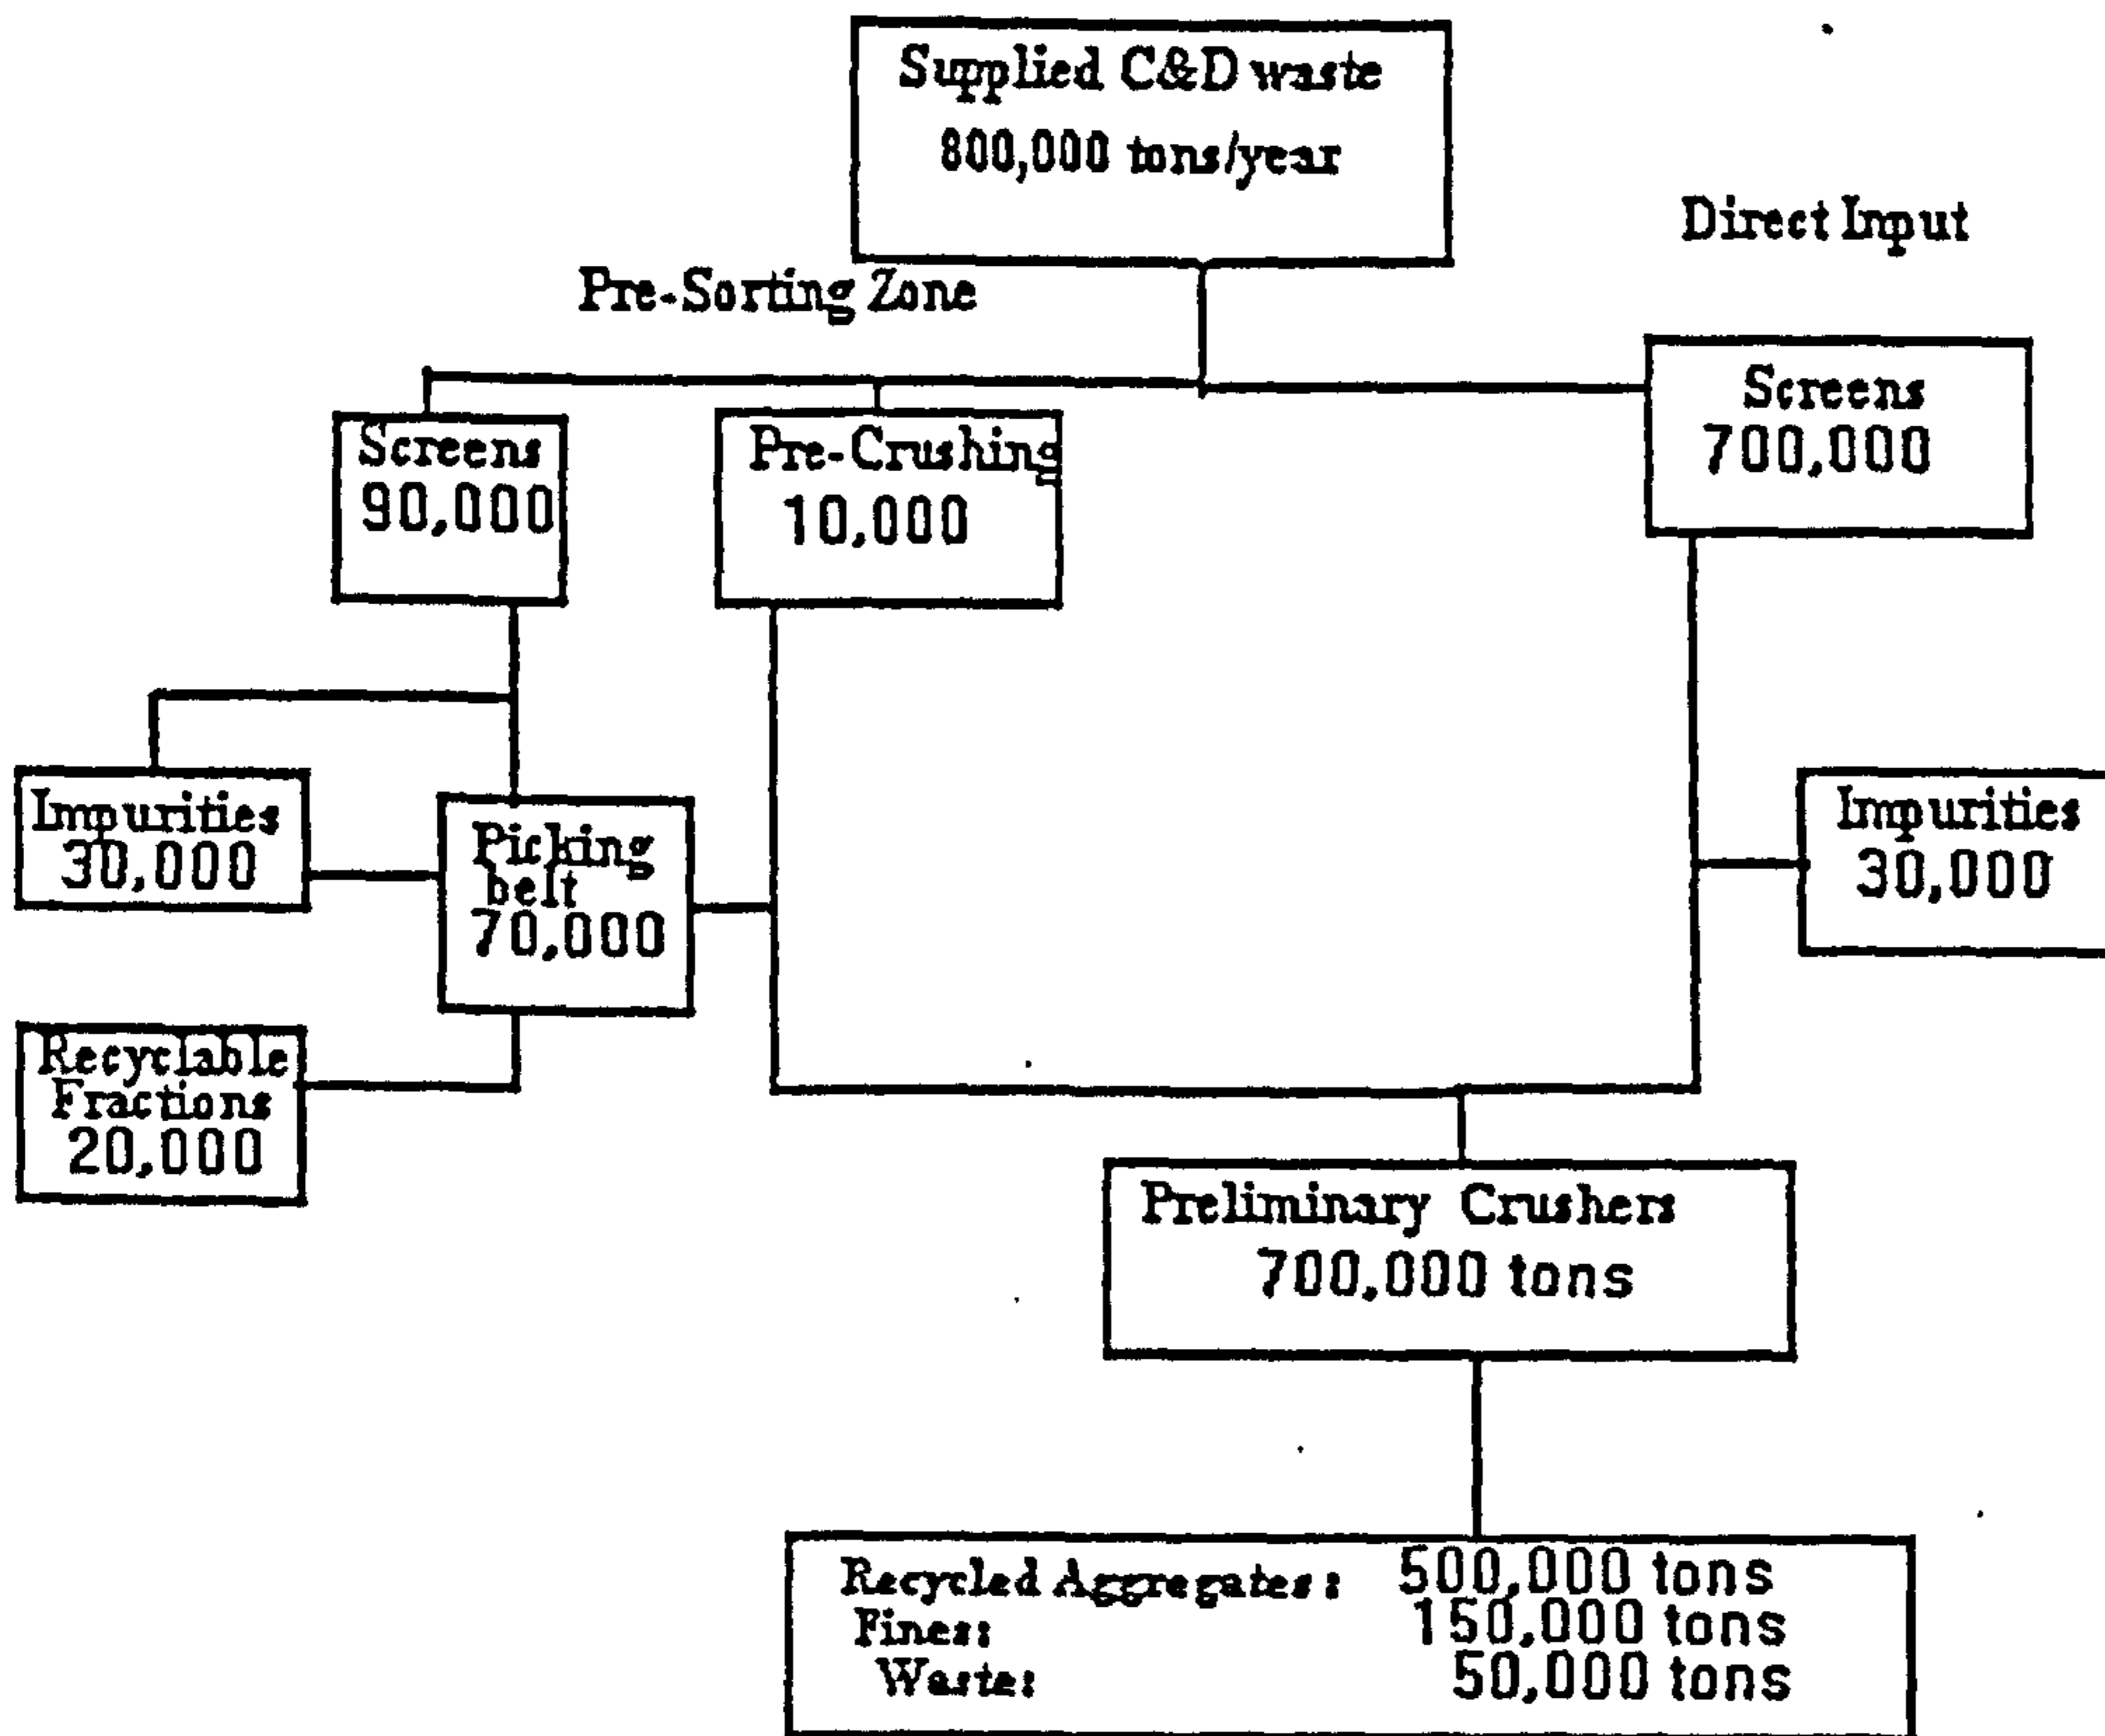 Supplied C&D waste
800,000 tons/year
Direct Input
Pre-Sorting Zone
Screens
90,000
Pre-Crushing
10,000
Screens
700,000
Impurities
30,000
Picking
belt
70,000
Impurities
30,000
Recyclable
Fractions
20,000
Preliminary Crushers
700,000 tons
Recycled Aggregates: 500,000 tons
Fines: 150,000 tons
Waste: 50,000 tons